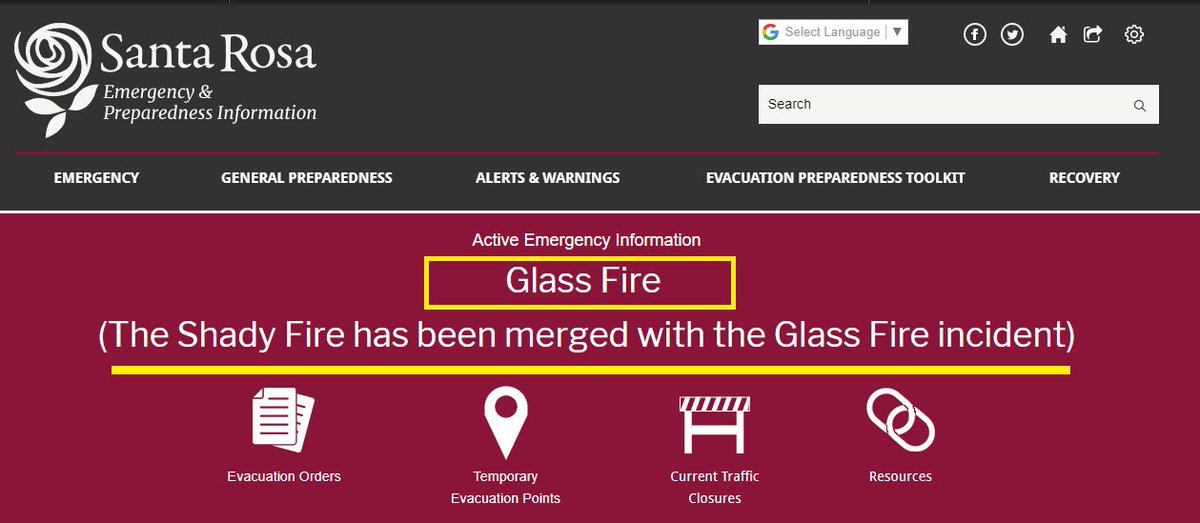 Santa Rosa
Emergency &
Preparedness Information
Select Language ▼
Search
EMERGENCY
GENERAL PREPAREDNESS
ALERTS & WARNINGS
EVACUATION PREPAREDNESS TOOLKIT
RECOVERY
Active Emergency Information
Glass Fire
(The Shady Fire has been merged with the Glass Fire incident)
Evacuation Orders
Temporary
Evacuation Points
Current Traffic
Closures
Resources